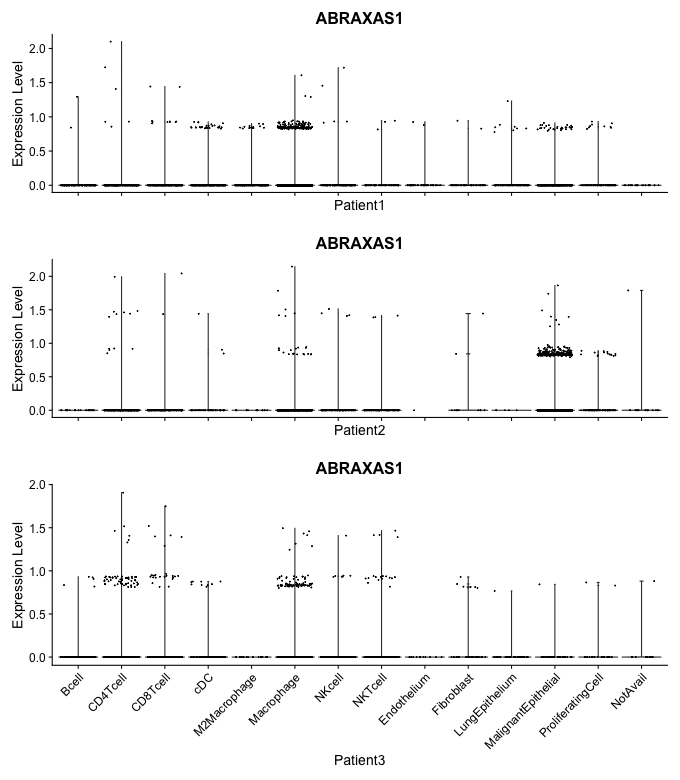 ABRAXAS1
Expression Level
2.0
1.5
1.0
0.5
0.0
Patient1
ABRAXAS1
Expression Level
2.0
1.5
1.0
0.5
0.0
Patient2
ABRAXAS1
Expression Level
2.0
1.5
1.0
0.5
0.0
Bcell
CD4Tcell
CD8Tcell
cDC
M2Macrophage
Macrophage
NKcell
NKTcell
Endothelium
Fibroblast
LungEpithelium
MalignantEpithelial
ProliferatingCell
NotAvail
Patient3